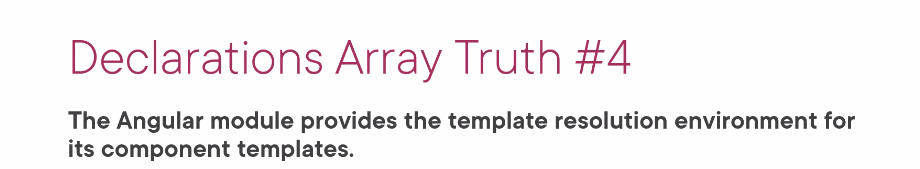 Declarations Array Truth #4
The Angular module provides the template resolution environment for
its component templates.